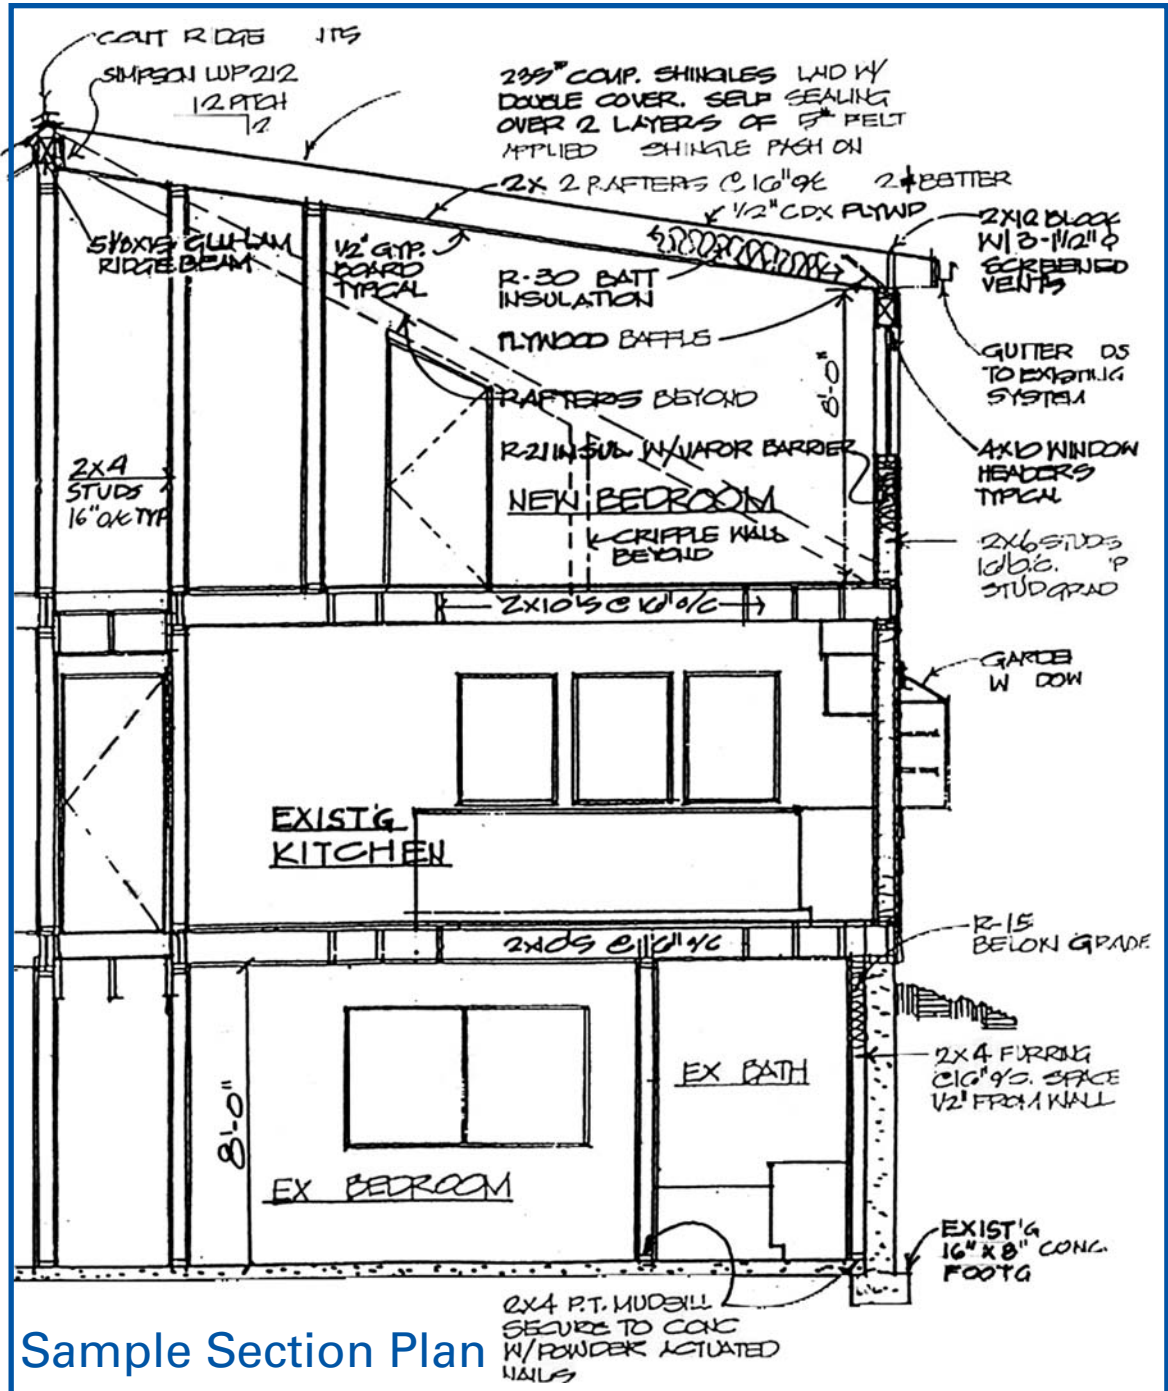 CONT RIDGE
SIMPSON LUP212
12 PITCH
2
235# COMP. SHINGLES LAID W/
DOUBLE COVER. SELF SEALING
OVER 2 LAYERS OF 15# FELT
APPLIED SHINGLE FASHION
2X 2 RAFTERS @ 16" O/C 2 & BETTER
1/2" CDX PLYWD
2X12 BLOCK
W/ 3-1 1/2" Ø
SCREENED
VENTS
5 1/8X15 GLU-LAM
RIDGE BEAM
1/2" GYP.
BOARD
TYPICAL
R-30 BATT
INSULATION
PLYWOOD BAFFLE
8'-0"
GUTTER DS
TO EXISTING
SYSTEM
RAFTERS BEYOND
R-21 INSUL W/VAPOR BARRIER
4X10 WINDOW
HEADERS
TYPICAL
2X4
STUDS
16" O/C TYP
NEW BEDROOM
CRIPPLE WALL
BEYOND
2X6 STUDS
16" O.C. P
STUD GRAD
2X10'S @ 16" O/C
GARDE
W DOW
EXIST'G
KITCHEN
2X10'S @ 16" O/C
R-15
BELOW GRADE
8'-0"
EX BATH
2X4 FURRING
@16" O/C. SPACE
1/2" FROM WALL
EX BEDROOM
EXIST'G
16" X 8" CONC.
FOOTG
2X4 P.T. MUDSILL
SECURE TO CONC
W/POWDER ACTUATED
NAILS
Sample Section Plan